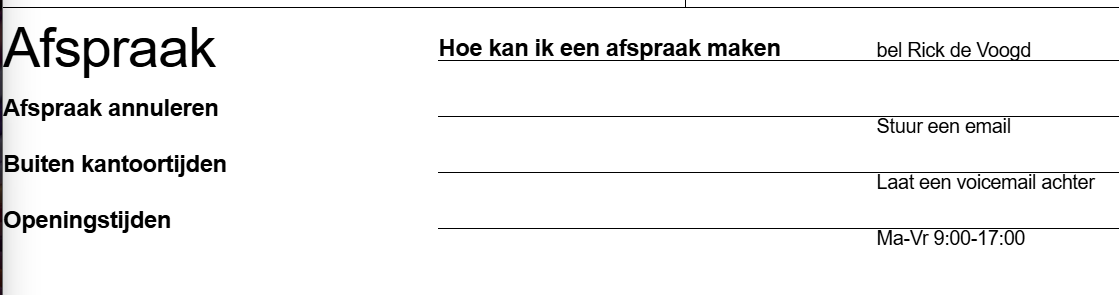 Afspraak
Hoe kan ik een afspraak maken
bel Rick de Voogd
Afspraak annuleren
Stuur een email
Buiten kantoortijden
Laat een voicemail achter
Openingstijden
Ma-Vr 9:00-17:00